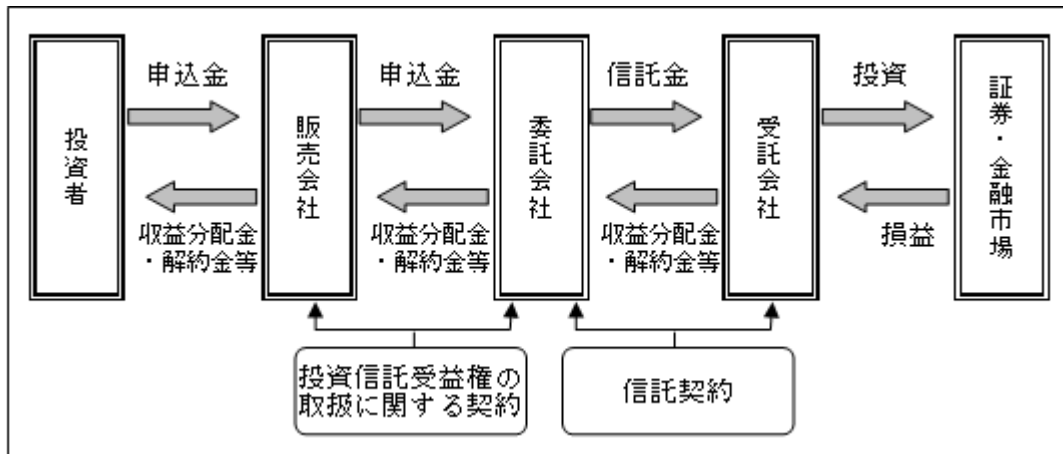 申込金
申込金
信託金
投資
投資者
販売会社
委託会社
受託会社
証券・金融市場
収益分配金
・解約金等
収益分配金
・解約金等
収益分配金
・解約金等
損益
投資信託受益権の
取扱に関する契約
信託契約